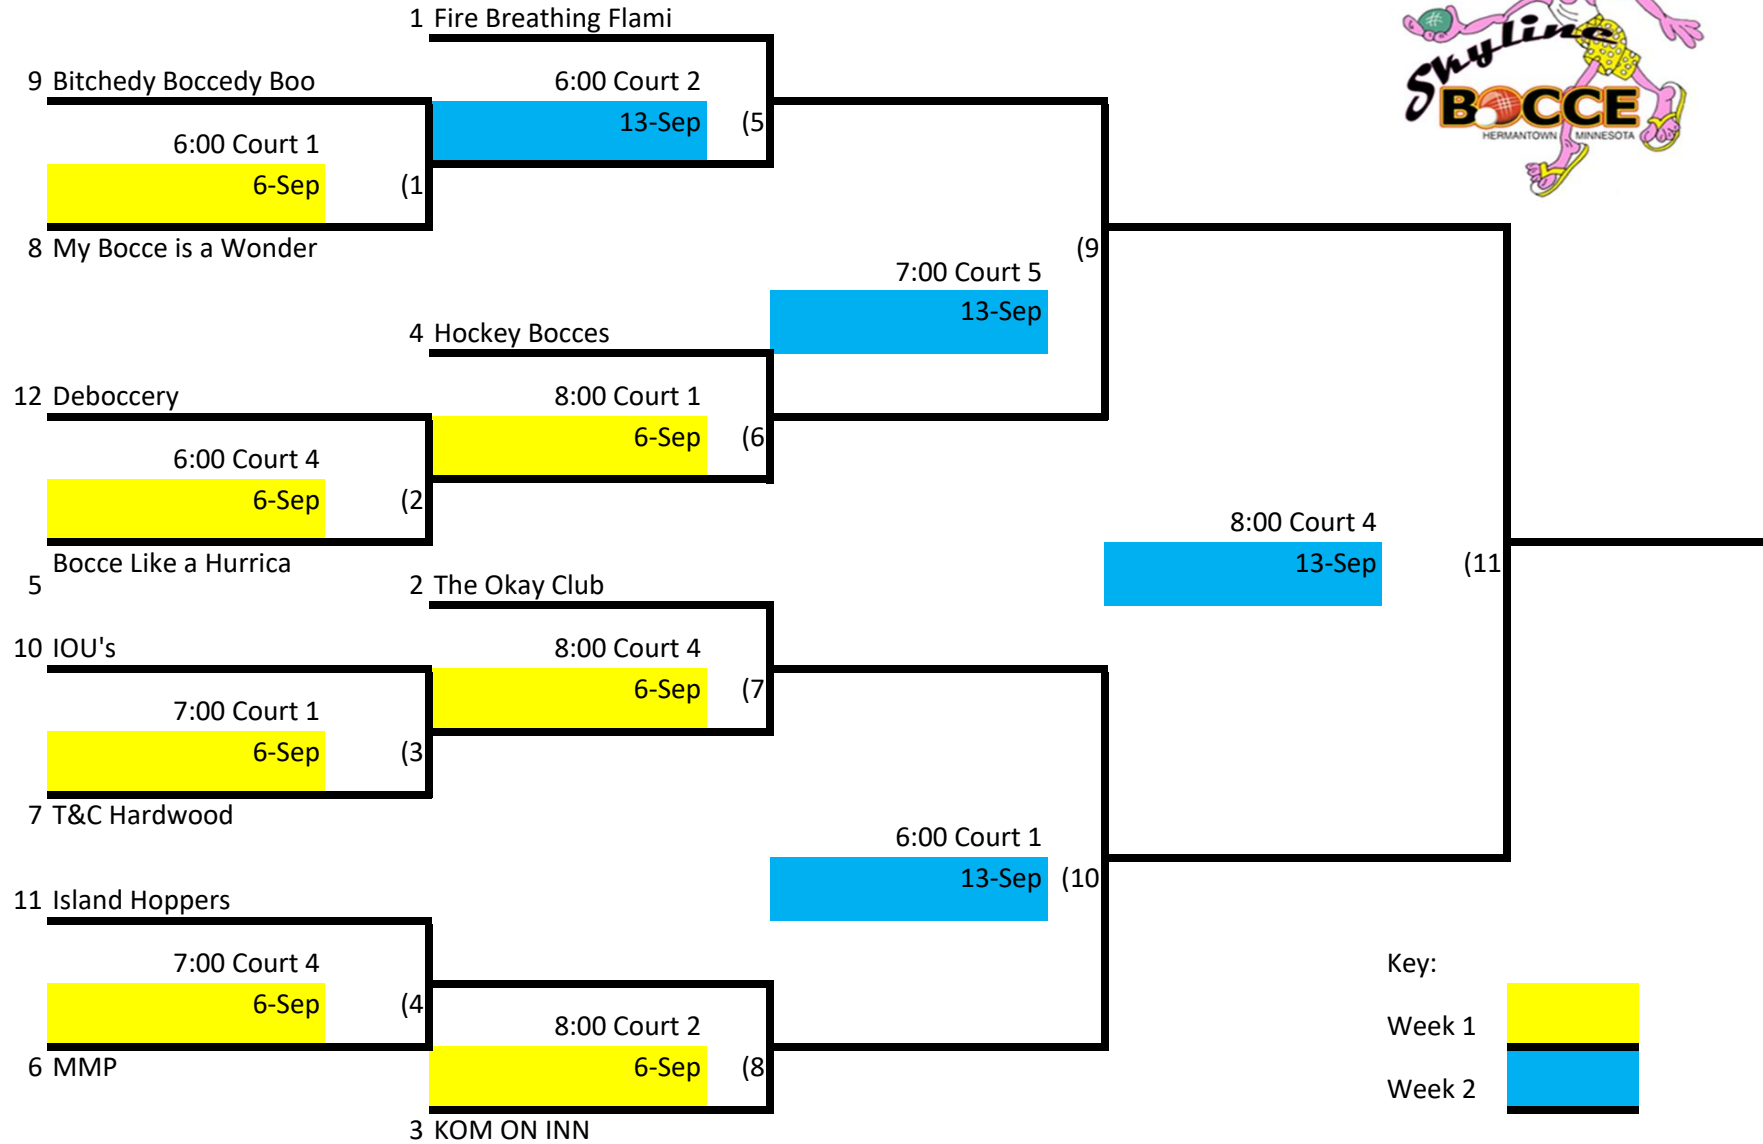 1 Fire Breathing Flami
9 Bitchedy Boccedy Boo
6:00 Court 2
13-Sep (5
6:00 Court 1
6-Sep (1
8 My Bocce is a Wonder
(9
7:00 Court 5
13-Sep
4 Hockey Bocces
12 Deboccery
8:00 Court 1
6-Sep (6
6:00 Court 4
6-Sep (2
8:00 Court 4
13-Sep (11
Bocce Like a Hurrica
5
2 The Okay Club
10 IOU's
8:00 Court 4
6-Sep (7
7:00 Court 1
6-Sep (3
7 T&C Hardwood
6:00 Court 1
13-Sep (10
11 Island Hoppers
7:00 Court 4
6-Sep (4
8:00 Court 2
6-Sep (8
6 MMP
3 KOM ON INN
Key:
Week 1
Week 2
#
Skyline
BOCCE
HERMANTOWN MINNESOTA